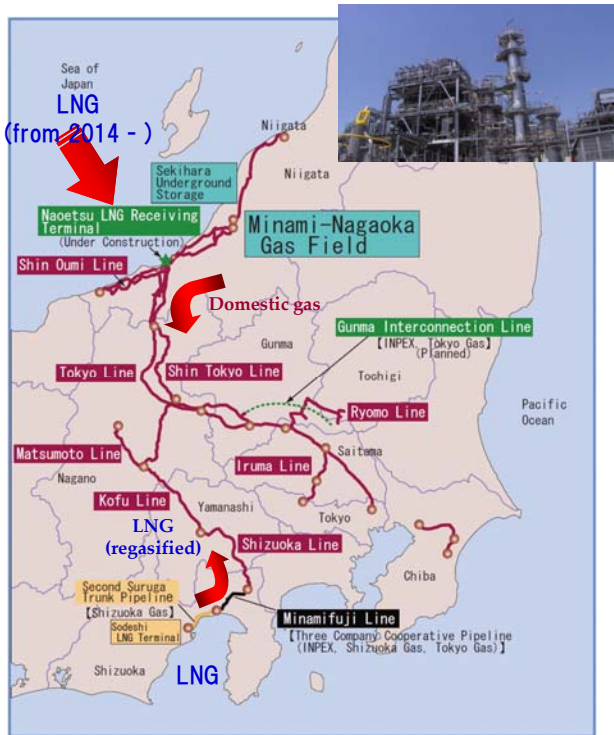 Sea of
Japan
LNG
(from 2014 - )
Niigata
Niigata
Sekihara
Underground
Storage
Naoetsu LNG Receiving
Terminal
(Under Construction)
Minami-Nagaoka
Gas Field
Shin Oumi Line
Domestic gas
Gunma Interconnection Line
【INPEX, Tokyo Gas】
(Planned)
Gunma
Tochigi
Tokyo Line
Shin Tokyo Line
Pacific
Ocean
Ryomo Line
Matsumoto Line
Saitama
Iruma Line
Nagano
Kofu Line
Yamanashi
Tokyo
LNG
(regasified)
Shizuoka Line
Chiba
Second Suruga
Trunk Pipeline
【Shizuoka Gas】
Sodeshi
LNG Terminal
Minamifuji Line
【Three Company Cooperative Pipeline
(INPEX, Shizuoka Gas, Tokyo Gas)】
LNG
Shizuoka